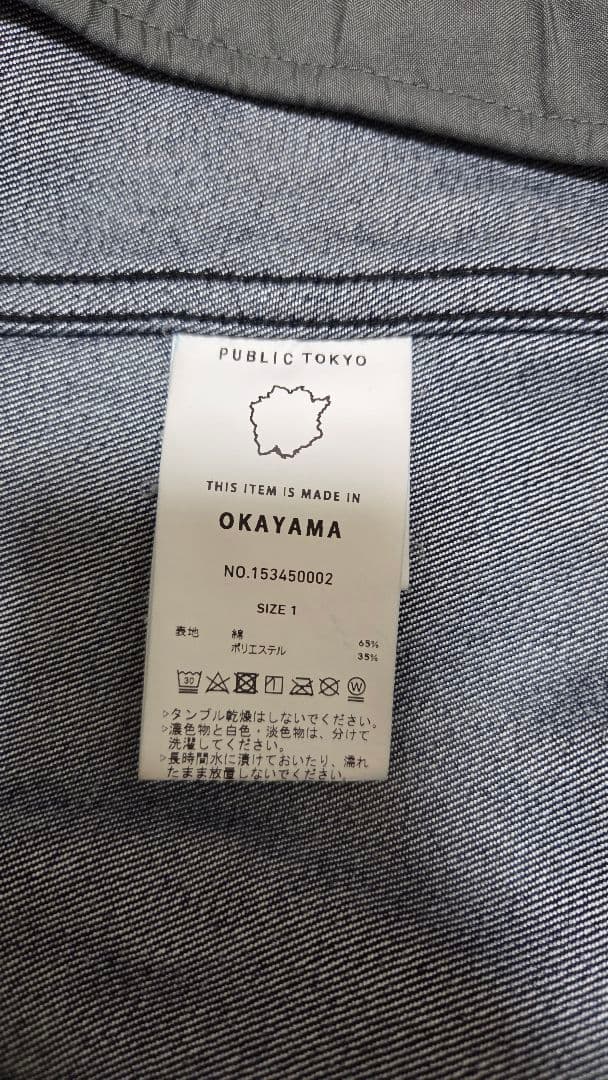 PUBLIC TOKYO
THIS ITEM IS MADE IN
OKAYAMA
NO.153450002
SIZE 1
表地 綿 65%
ポリエステル 35%
30
W
▷タンブル乾燥はしないでください。
▷濃色物と白色・淡色物は、分けて
洗濯してください。
▷長時間水に漬けておいたり、濡れ
たまま放置しないでください。